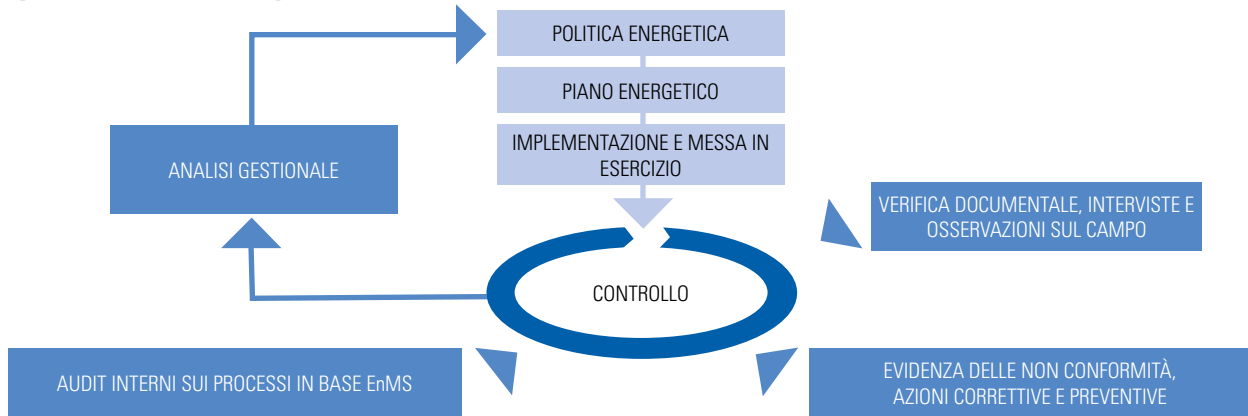 POLITICA ENERGETICA
PIANO ENERGETICO
IMPLEMENTAZIONE E MESSA IN
ESERCIZIO
ANALISI GESTIONALE
VERIFICA DOCUMENTALE, INTERVISTE E
OSSERVAZIONI SUL CAMPO
CONTROLLO
AUDIT INTERNI SUI PROCESSI IN BASE EnMS
EVIDENZA DELLE NON CONFORMITÀ,
AZIONI CORRETTIVE E PREVENTIVE